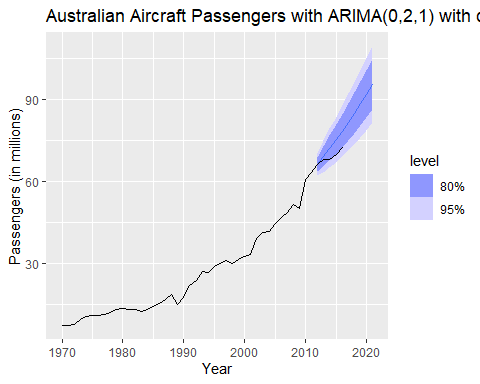 Australian Aircraft Passengers with ARIMA(0,2,1) with
Passengers (in millions)
90
60
30
1970
1980
1990
2000
2010
2020
Year
level
80%
95%